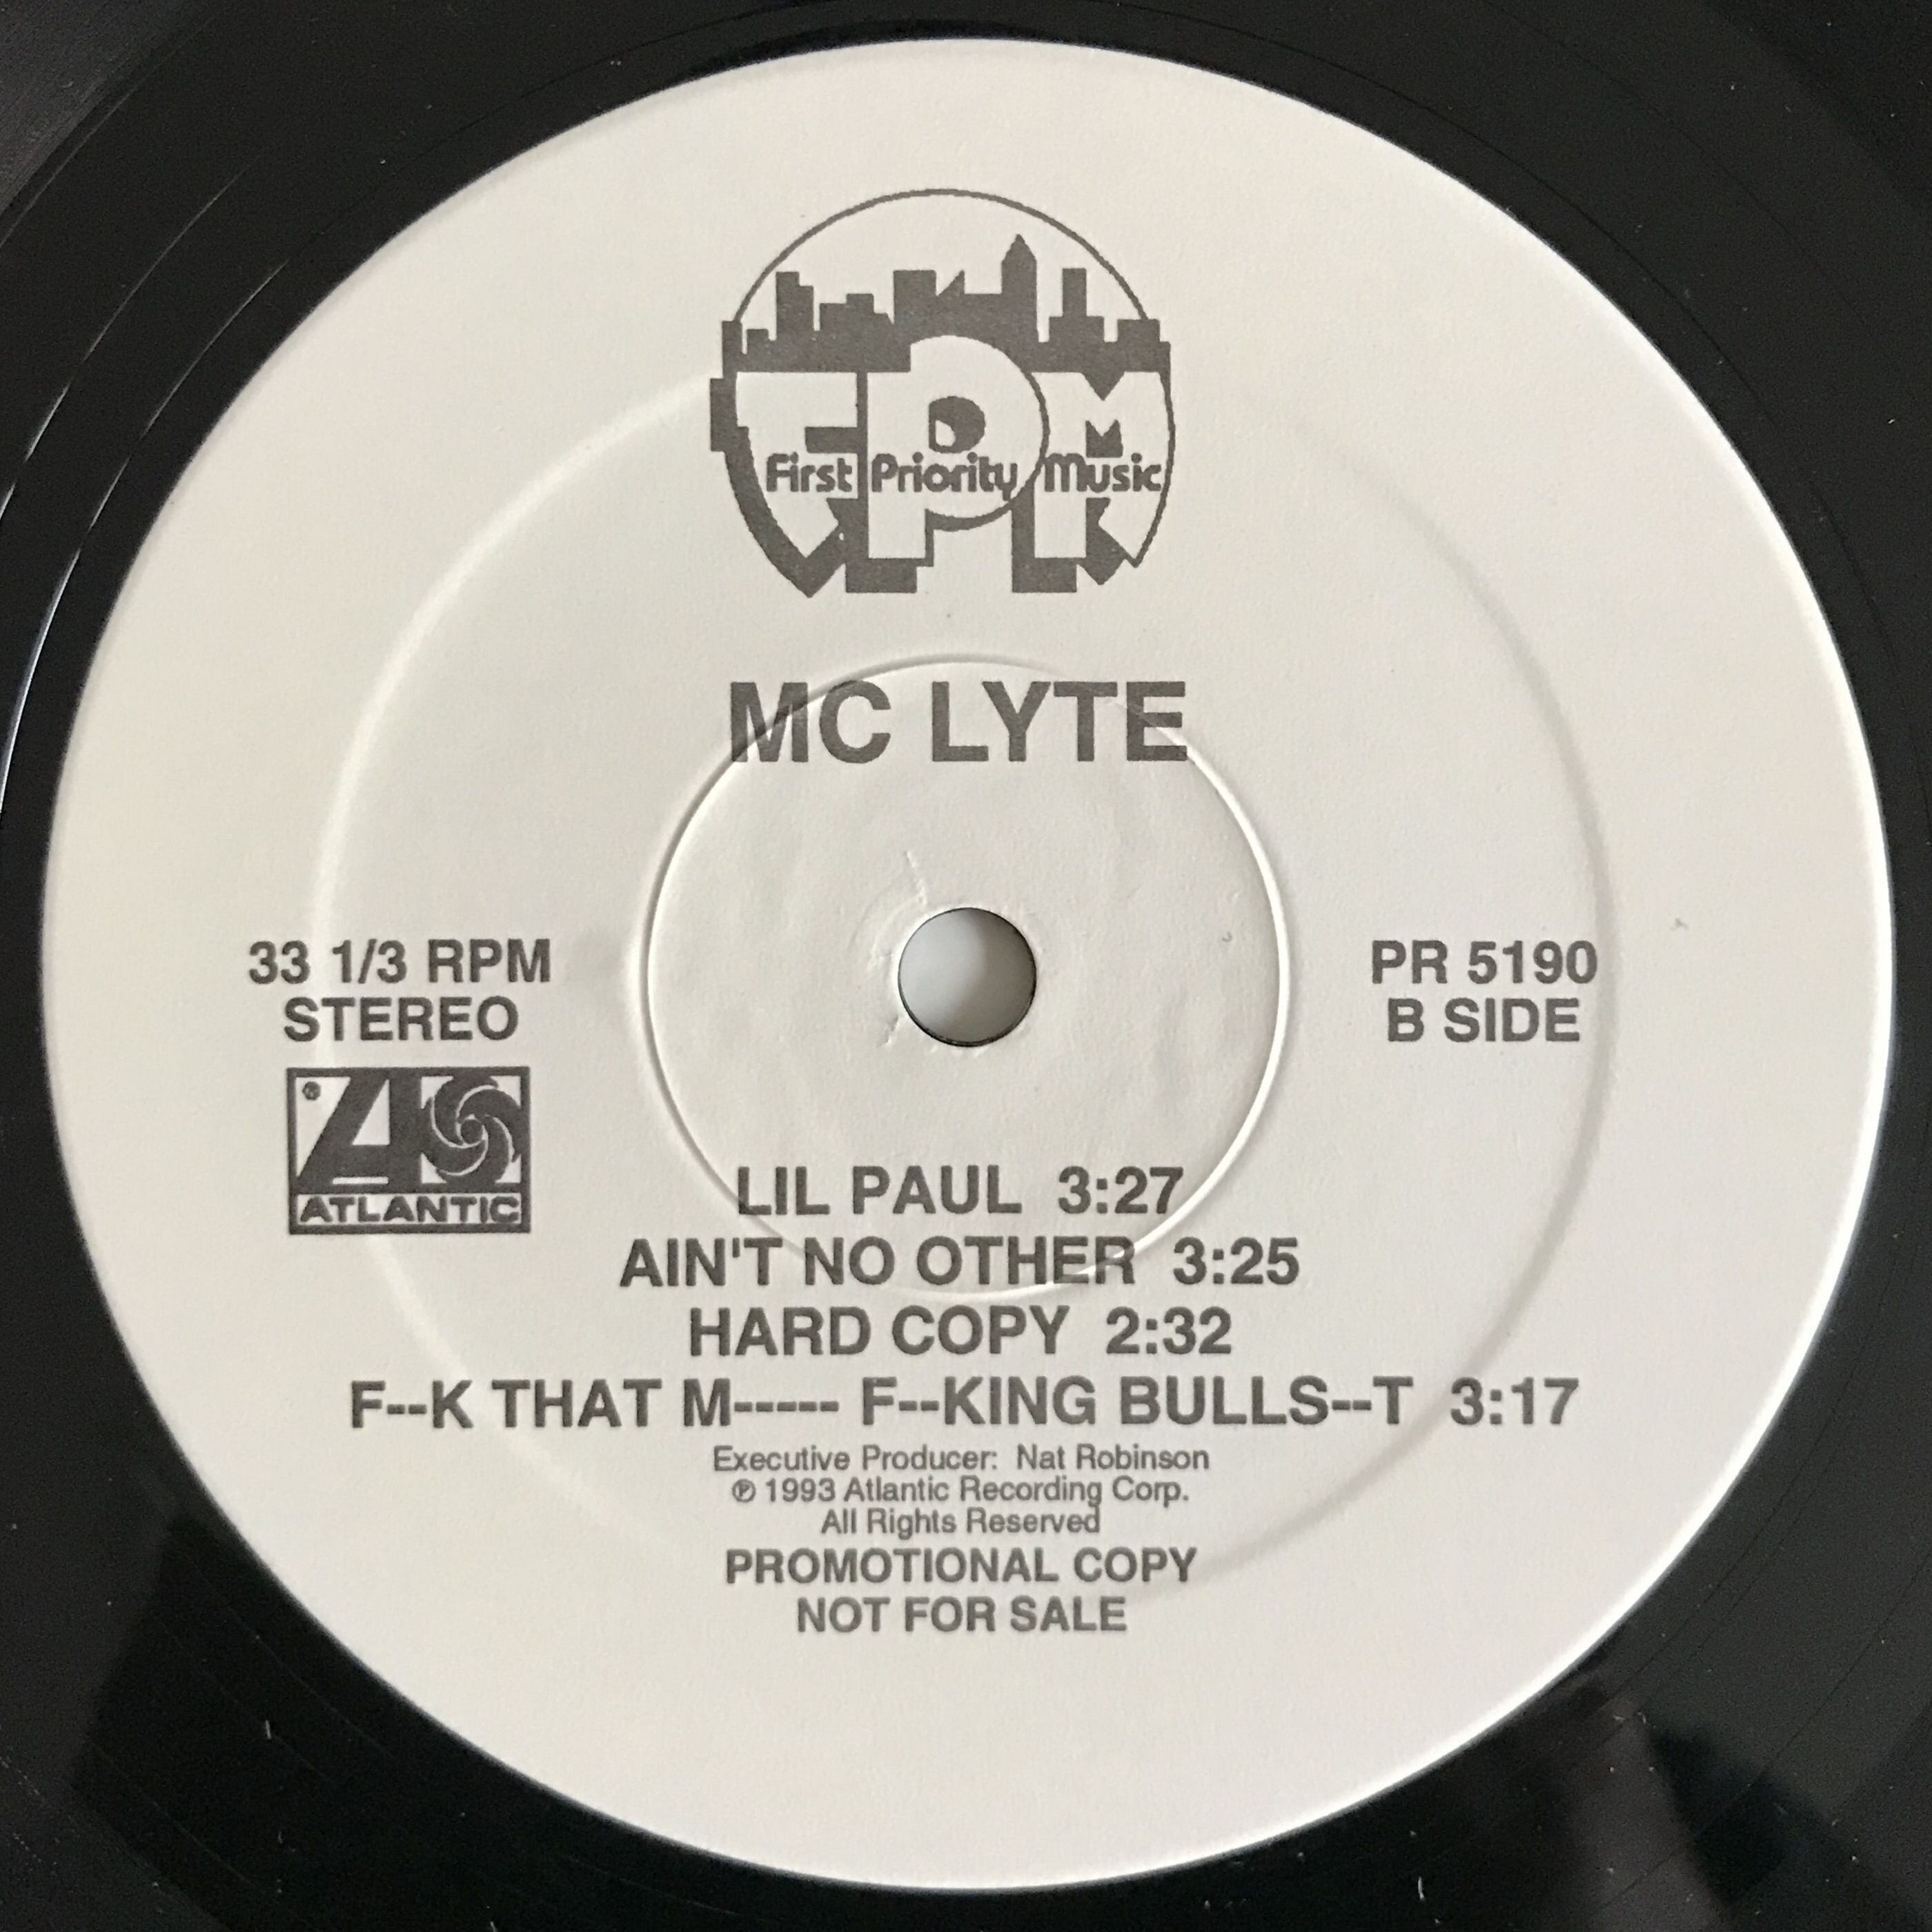 FPM
First Priority Music
MC LYTE
33 1/3 RPM
STEREO
ATLANTIC
PR 5190
B SIDE
LIL PAUL 3:27
AIN'T NO OTHER 3:25
HARD COPY 2:32
F--K THAT M----- F--KING BULLS--T 3:17
Executive Producer: Nat Robinson
℗ 1993 Atlantic Recording Corp.
All Rights Reserved
PROMOTIONAL COPY
NOT FOR SALE